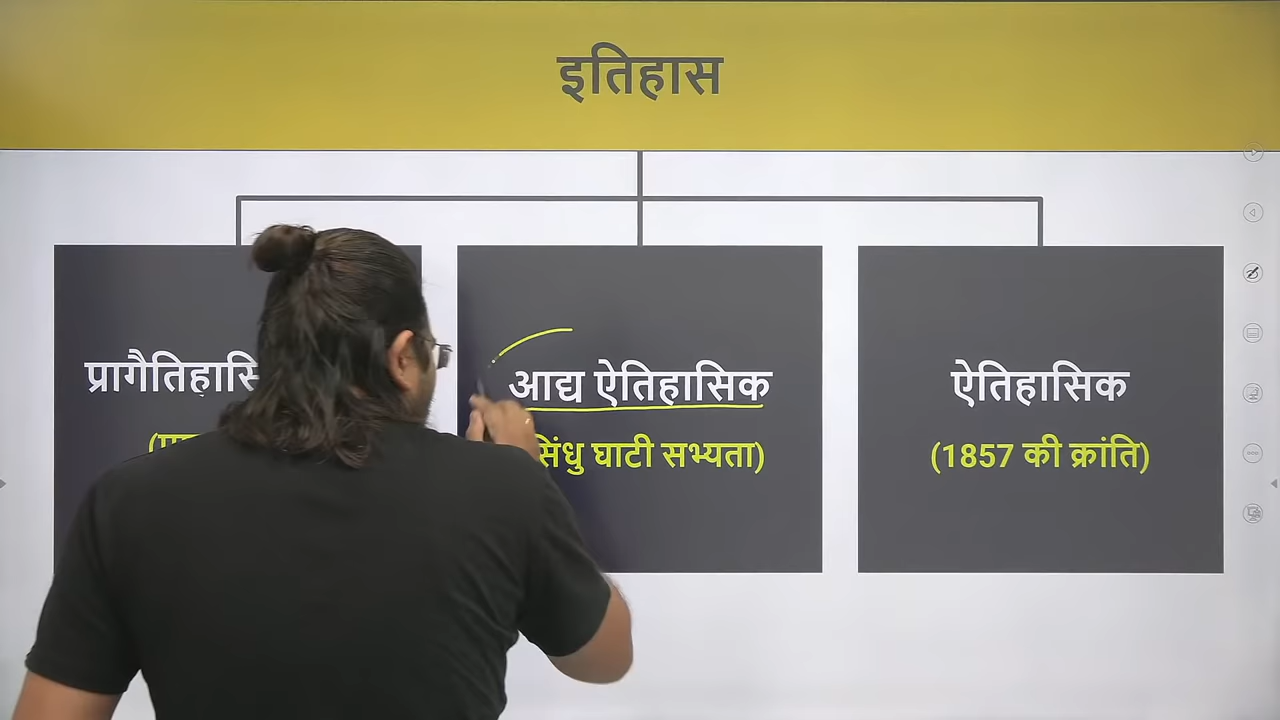 इतिहास
आद्य ऐतिहासिक
सिंधु घाटी सभ्यता)
ऐतिहासिक
(1857 की क्रांति)